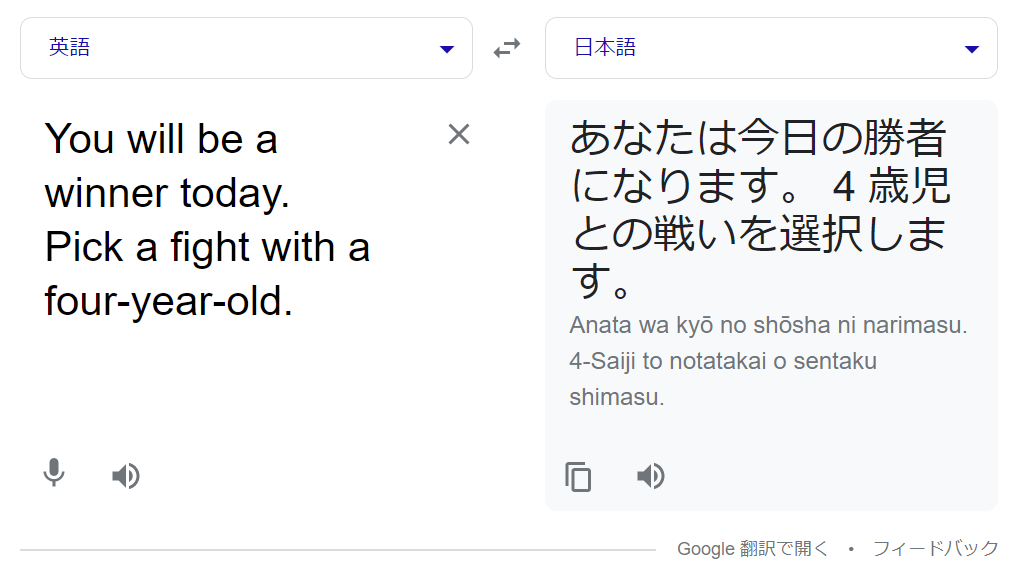 英語
日本語
You will be a
winner today.
Pick a fight with a
four-year-old.
あなたは今日の勝者
になります。 4 歳児
との戦いを選択しま
す。
Anata wa kyō no shōsha ni narimasu.
4-Saiji to notatakai o sentaku
shimasu.
Google 翻訳で開く • フィードバック